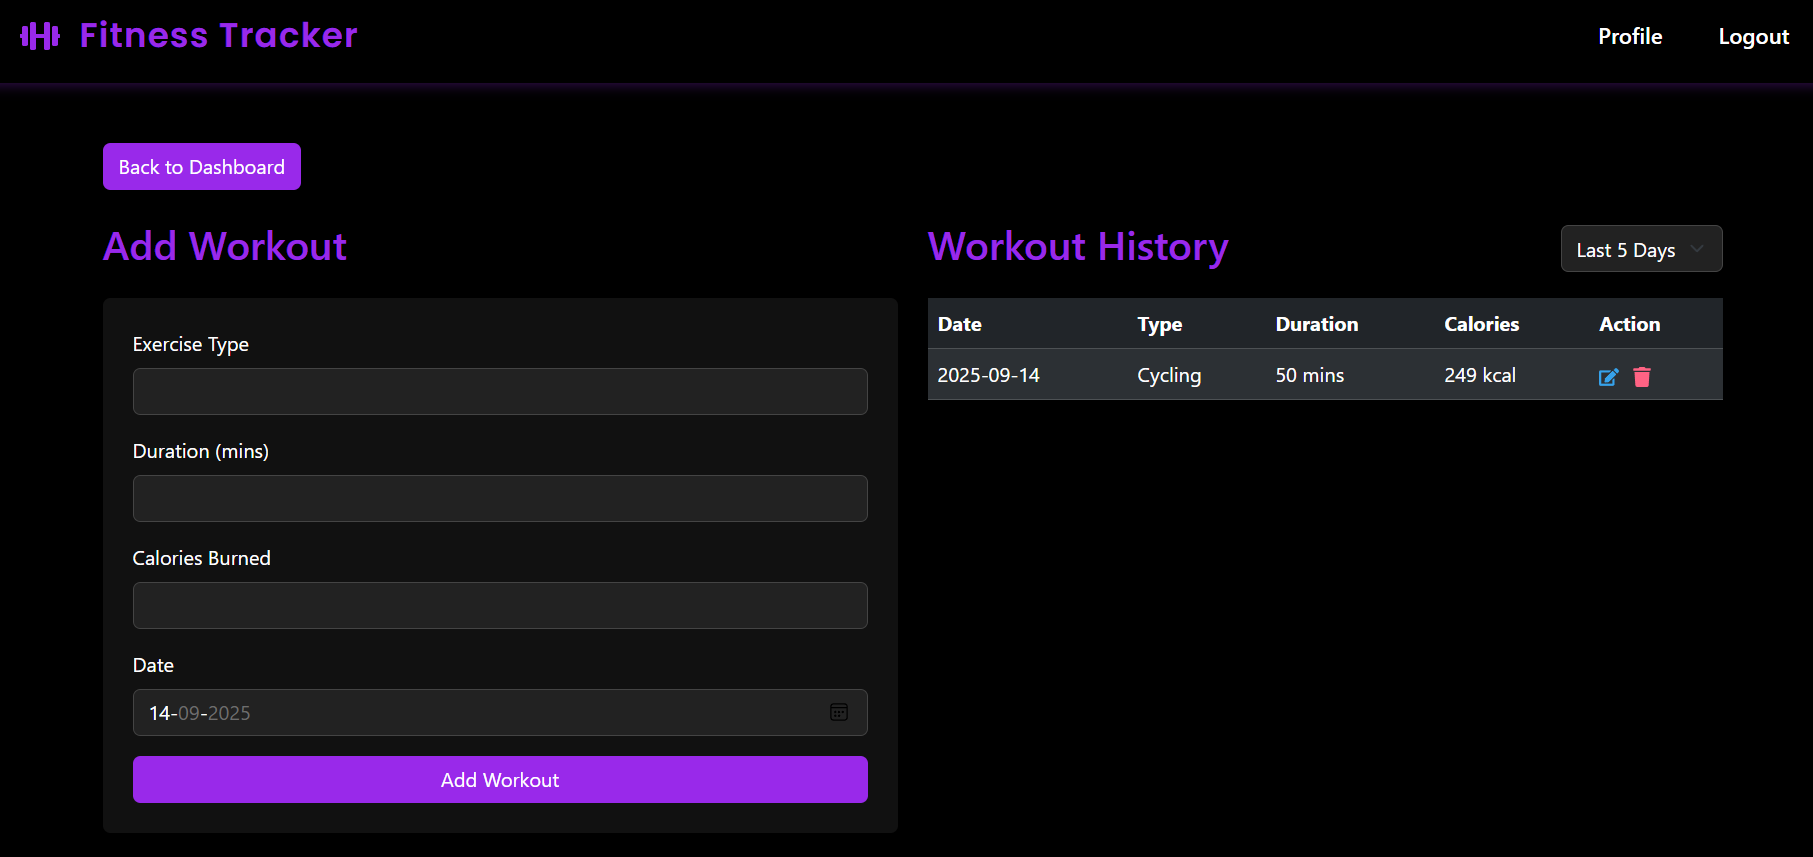 Fitness Tracker
Profile
Logout
Back to Dashboard
Add Workout
Exercise Type
Duration (mins)
Calories Burned
Date
14-09-2025
Add Workout
Workout History
Last 5 Days
Date Type Duration Calories Action
2025-09-14 Cycling 50 mins 249 kcal